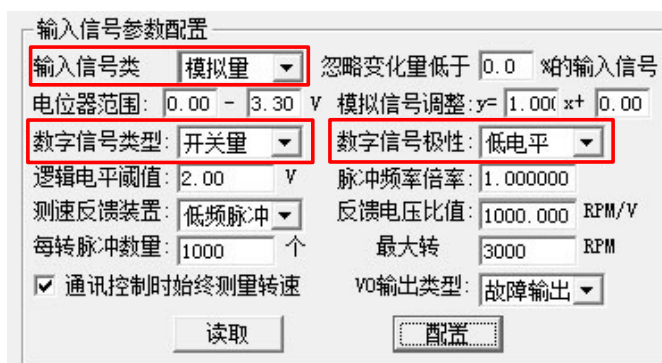 输入信号参数配置
输入信号类 模拟量 忽略变化量低于 0.0 %的输入信号
电位器范围: 0.00 - 3.30 V 模拟信号调整:y= 1.00( x+ 0.00
数字信号类型: 开关量 数字信号极性: 低电平
逻辑电平阈值: 2.00 V 脉冲频率倍率: 1.000000
测速反馈装置: 低频脉冲 反馈电压比值: 1000.000 RPM/V
每转脉冲数量: 1000 个 最大转 3000 RPM
通讯控制时始终测量转速 VO输出类型: 故障输出
读取 配置